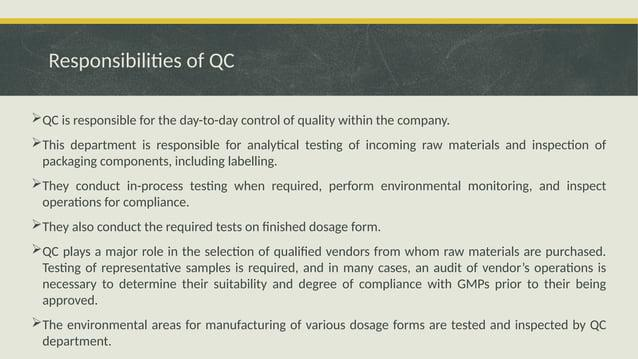 Responsibilities of QC
➢QC is responsible for the day-to-day control of quality within the company.
➢This department is responsible for analytical testing of incoming raw materials and inspection of
packaging components, including labelling.
➢They conduct in-process testing when required, perform environmental monitoring, and inspect
operations for compliance.
➢They also conduct the required tests on finished dosage form.
➢QC plays a major role in the selection of qualified vendors from whom raw materials are purchased.
Testing of representative samples is required, and in many cases, an audit of vendor’s operations is
necessary to determine their suitability and degree of compliance with GMPs prior to their being
approved.
➢The environmental areas for manufacturing of various dosage forms are tested and inspected by QC
department.